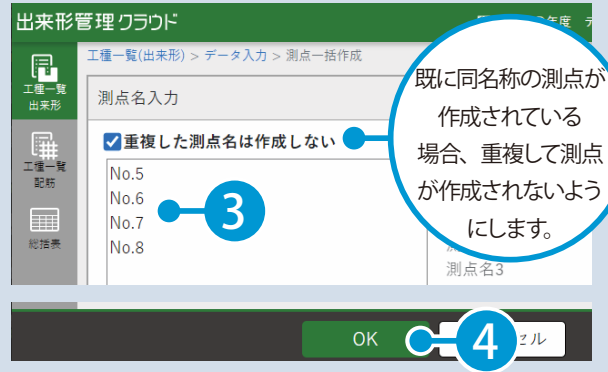 出来形管理クラウド
年度
工種一覧(出来形) > データ入力 > 測点一括作成
工種一覧
出来形
測点名入力
既に同名称の測点が
作成されている
場合、重複して測点
が作成されないよう
にします。
重複した測点名は作成しない
工種一覧
配筋
No.5
No.6
No.7
No.8
3
総括表
測点名3
OK
4
セル